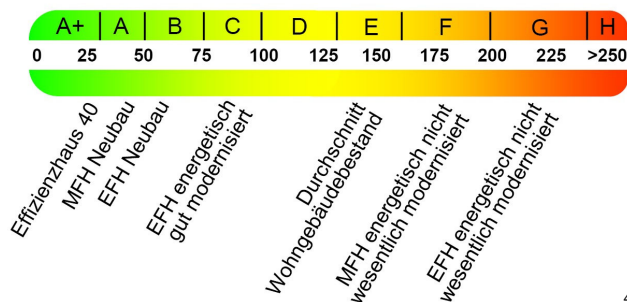 A+ A B C D E F G H
0 25 50 75 100 125 150 175 200 225 >250
Effizienzhaus 40
MFH Neubau
EFH Neubau
EFH energetisch
gut modernisiert
Durchschnitt
Wohngebäudebestand
MFH energetisch nicht
wesentlich modernisiert
EFH energetisch nicht
wesentlich modernisiert